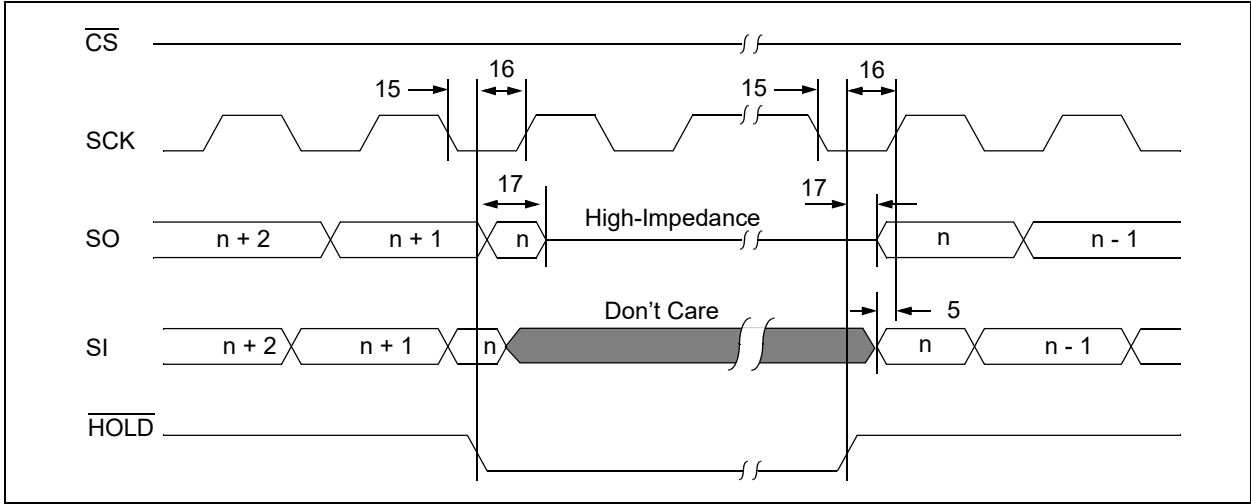 CS
16
16
15
15
SCK
17
17
High-Impedance
SO
n + 2
n + 1
n
n
n - 1
Don't Care
5
SI
n + 2
n + 1
n
n
n - 1
HOLD